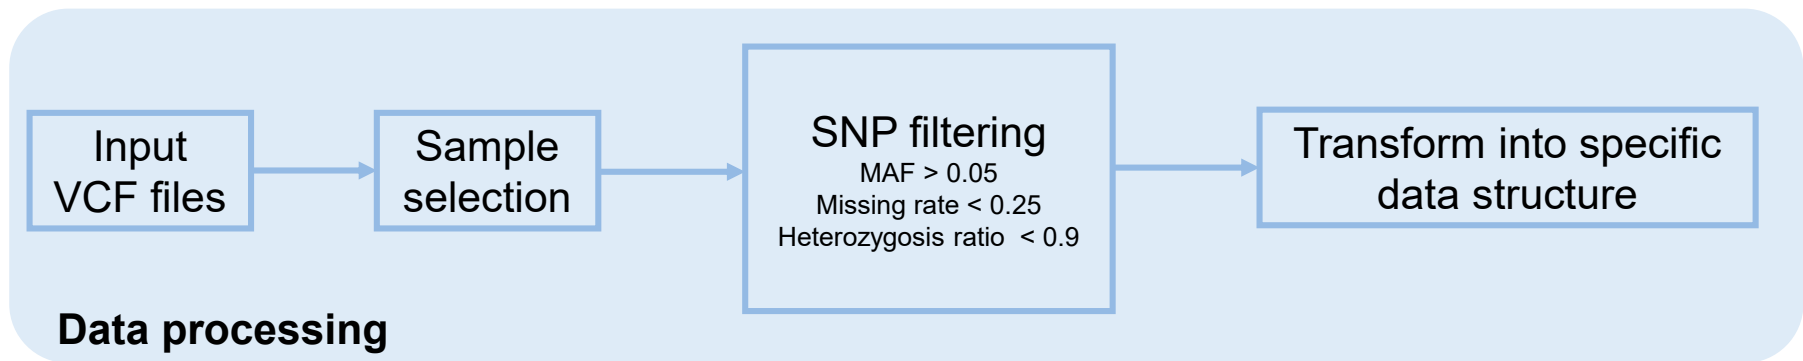 Input
VCF files
Sample
selection
SNP filtering
MAF > 0.05
Missing rate < 0.25
Heterozygosis ratio  < 0.9
Transform into specific
data structure
Data processing